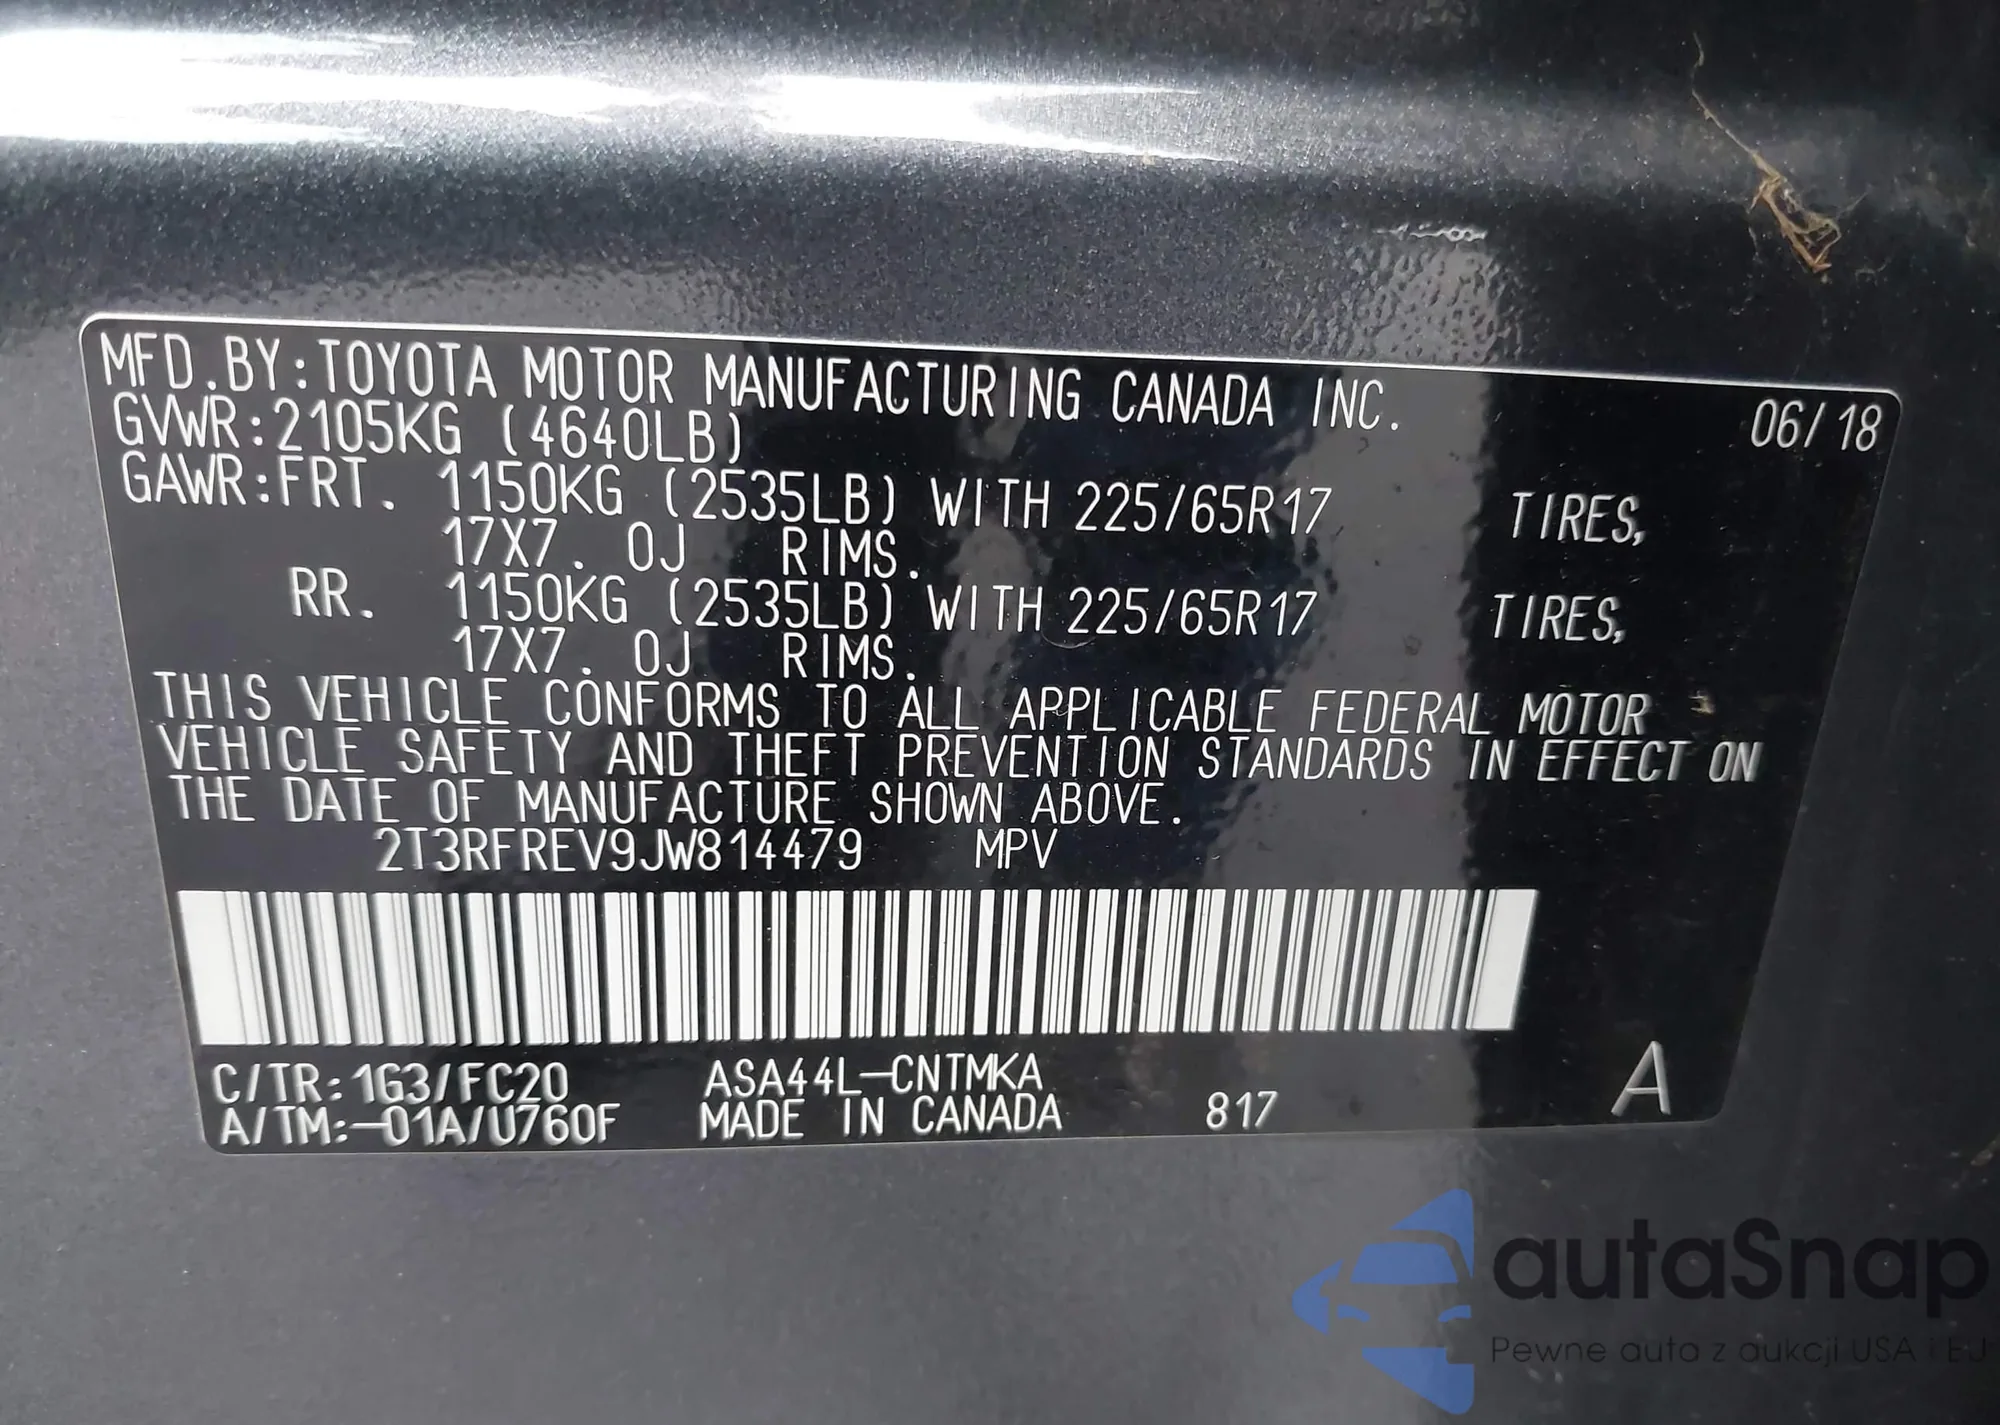 MFD.BY:TOYOTA MOTOR MANUFACTURING CANADA INC. 06/18
GVWR:2105KG (4640LB)
GAWR:FRT. 1150KG (2535LB) WITH 225/65R17 TIRES,
17X7.0J RIMS.
RR. 1150KG (2535LB) WITH 225/65R17 TIRES,
17X7.0J RIMS.
THIS VEHICLE CONFORMS TO ALL APPLICABLE FEDERAL MOTOR
VEHICLE SAFETY AND THEFT PREVENTION STANDARDS IN EFFECT ON
THE DATE OF MANUFACTURE SHOWN ABOVE.
2T3RFREV9JW814479 MPV
C/TR:1G3/FC20 ASA44L-CNTMKA
A/TM:-01A/U760F MADE IN CANADA 817 A
autaSnap
Pewne auta z aukcji USA i EU